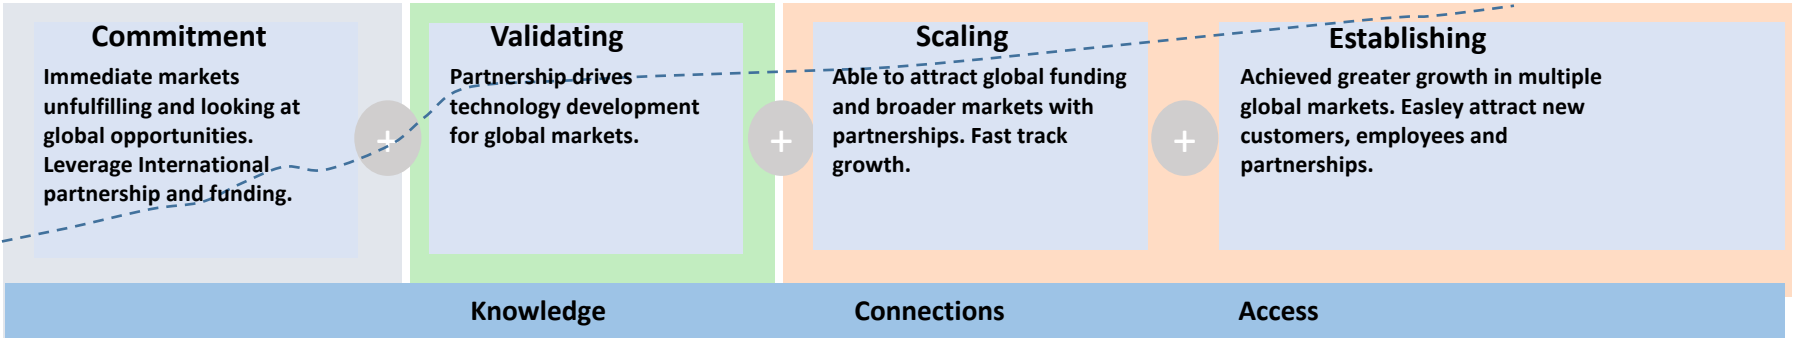 Commitment
Immediate markets
unfulfilling and looking at
global opportunities.
Leverage International
partnership and funding.
+
Validating
Partnership drives
technology development
for global markets.
+
Scaling
Able to attract global funding
and broader markets with
partnerships. Fast track
growth.
+
Establishing
Achieved greater growth in multiple
global markets. Easley attract new
customers, employees and
partnerships.
Knowledge
Connections
Access